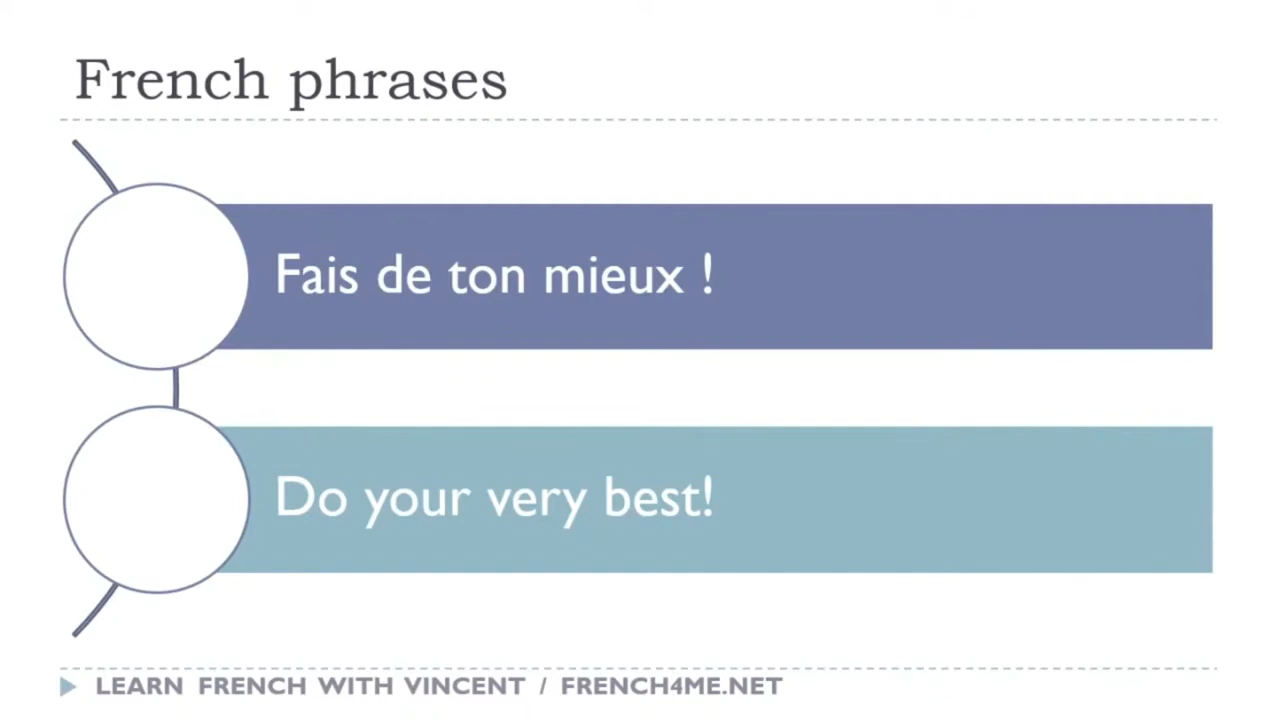 French phrases
Fais de ton mieux !
Do your very best!
LEARN FRENCH WITH VINCENT / FRENCH4ME.NET